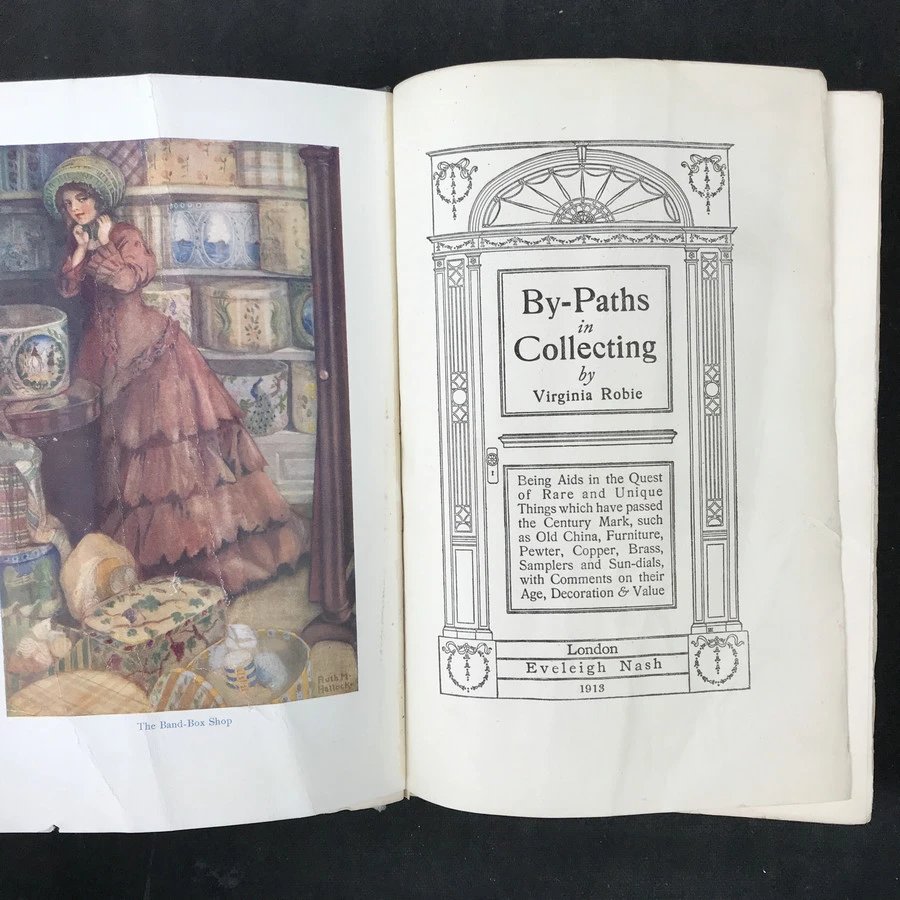 Ruth M.
Hallock
The Band-Box Shop
By-Paths
in
Collecting
by
Virginia Robie
Being Aids in the Quest
of Rare and Unique
Things which have passed
the Century Mark, such
as Old China, Furniture,
Pewter, Copper, Brass,
Samplers and Sun-dials,
with Comments on their
Age, Decoration & Value
London
Eveleigh Nash
1913